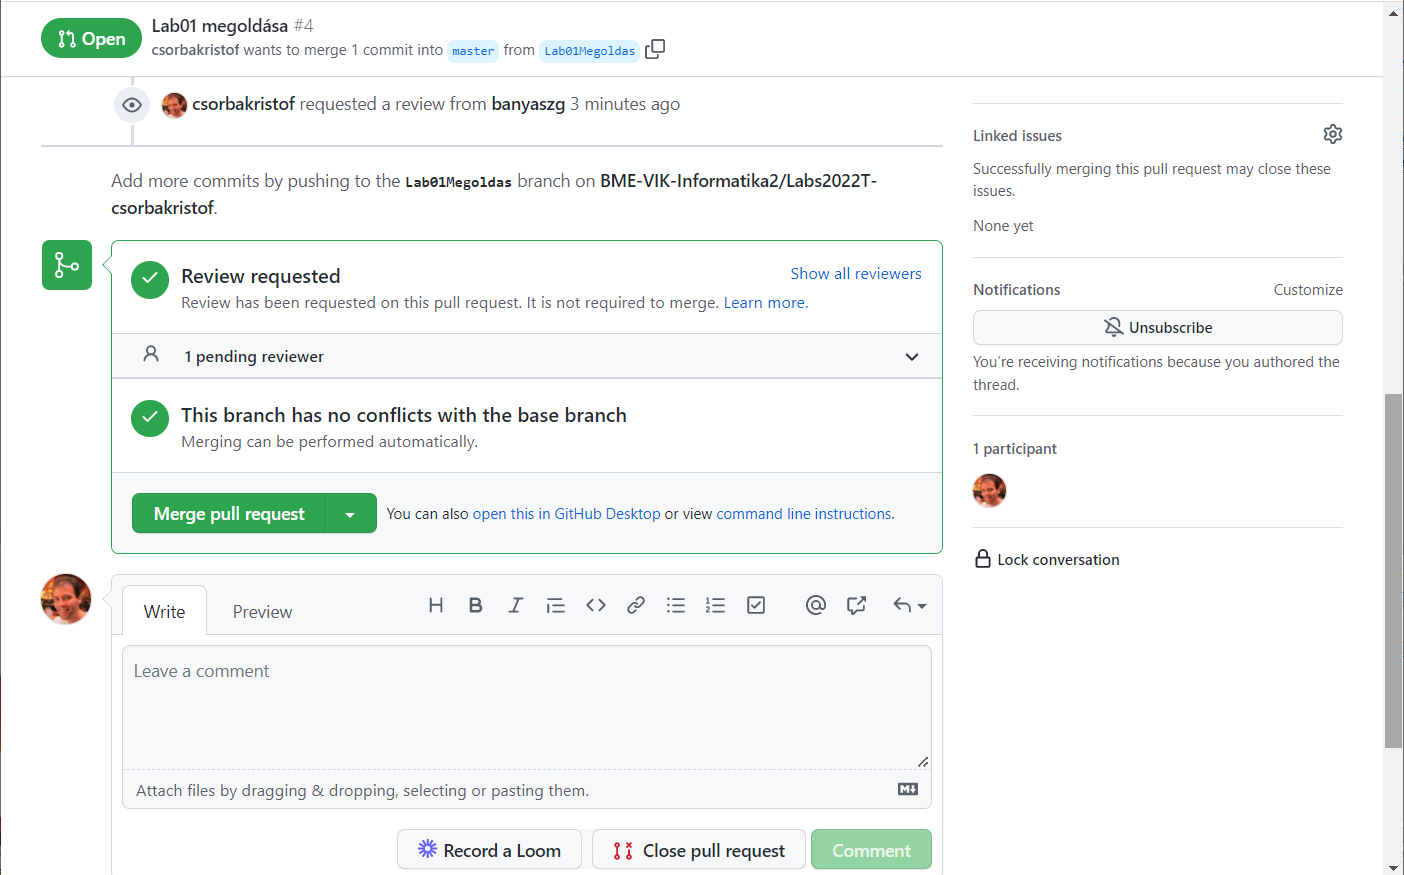 Open
Lab01 megoldása #4
csorbakristof wants to merge 1 commit into master from Lab01Megoldas
csorbakristof requested a review from banyaszg 3 minutes ago
Add more commits by pushing to the Lab01Megoldas branch on BME-VIK-Informatika2/Labs2022T-
csorbakristof.
Review requested
Show all reviewers
Review has been requested on this pull request. It is not required to merge. Learn more.
1 pending reviewer
This branch has no conflicts with the base branch
Merging can be performed automatically.
Merge pull request
You can also open this in GitHub Desktop or view command line instructions.
Write
Preview
Leave a comment
Attach files by dragging & dropping, selecting or pasting them.
Record a Loom
Close pull request
Comment
Linked issues
Successfully merging this pull request may close these
issues.
None yet
Notifications
Customize
Unsubscribe
You're receiving notifications because you authored the
thread.
1 participant
Lock conversation